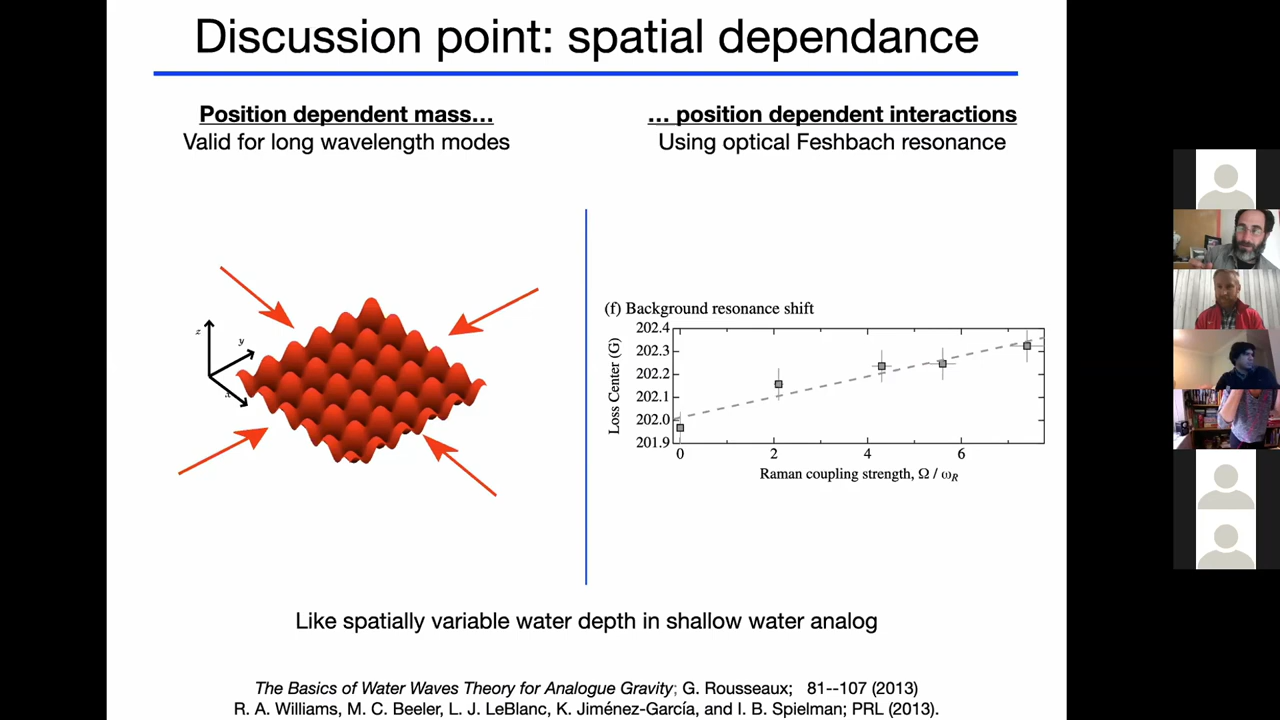 Discussion point: spatial dependance
Position dependent mass…
Valid for long wavelength modes
… position dependent interactions
Using optical Feshbach resonance
z
y
x
(f) Background resonance shift
Loss Center (G)
202.4
202.3
202.2
202.1
202.0
201.9
0
2
4
6
Raman coupling strength, Ω / ωR
Like spatially variable water depth in shallow water analog
The Basics of Water Waves Theory for Analogue Gravity; G. Rousseaux; 81--107 (2013)
R. A. Williams, M. C. Beeler, L. J. LeBlanc, K. Jiménez-García, and I. B. Spielman; PRL (2013).